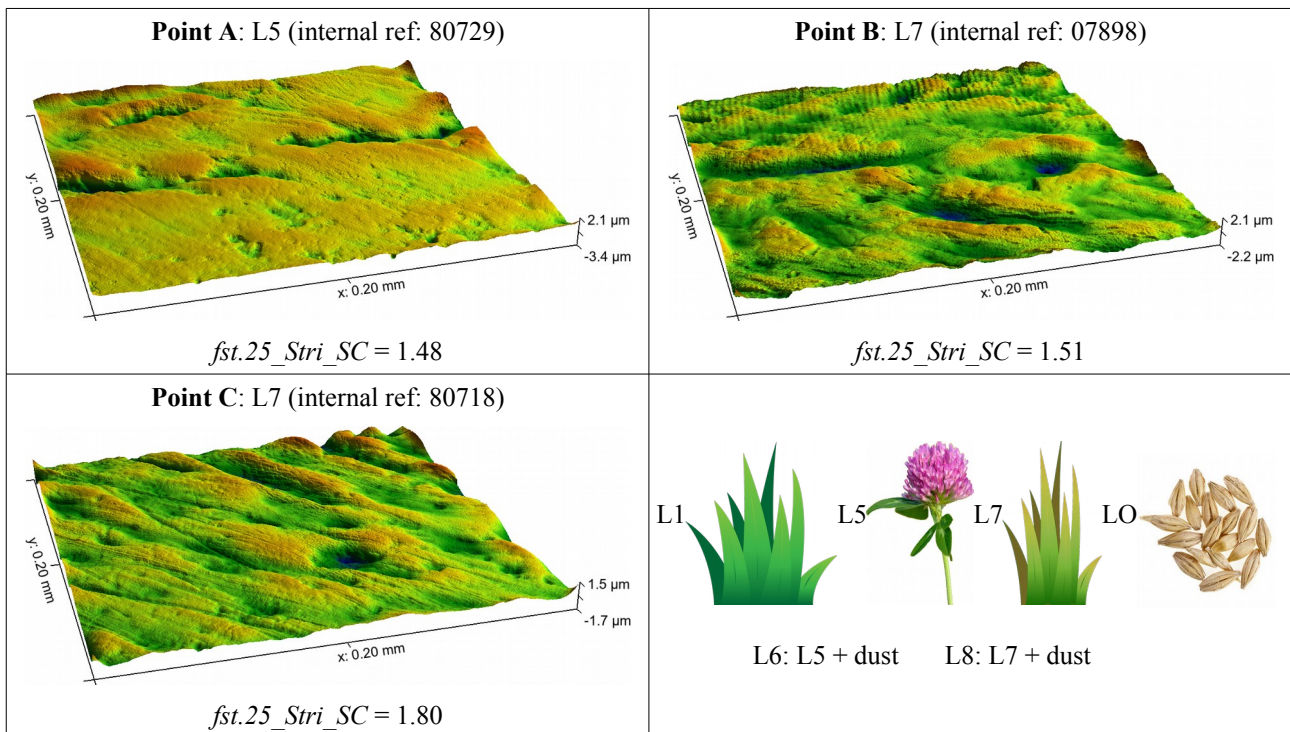 Point A: L5 (internal ref: 80729)
y: 0.20 mm
x: 0.20 mm
2.1 µm
-3.4 µm
fst.25_Stri_SC = 1.48
Point B: L7 (internal ref: 07898)
y: 0.20 mm
x: 0.20 mm
2.1 µm
-2.2 µm
fst.25_Stri_SC = 1.51
Point C: L7 (internal ref: 80718)
y: 0.20 mm
x: 0.20 mm
1.5 µm
-1.7 µm
fst.25_Stri_SC = 1.80
L1 L5 L7 LO
L6: L5 + dust L8: L7 + dust